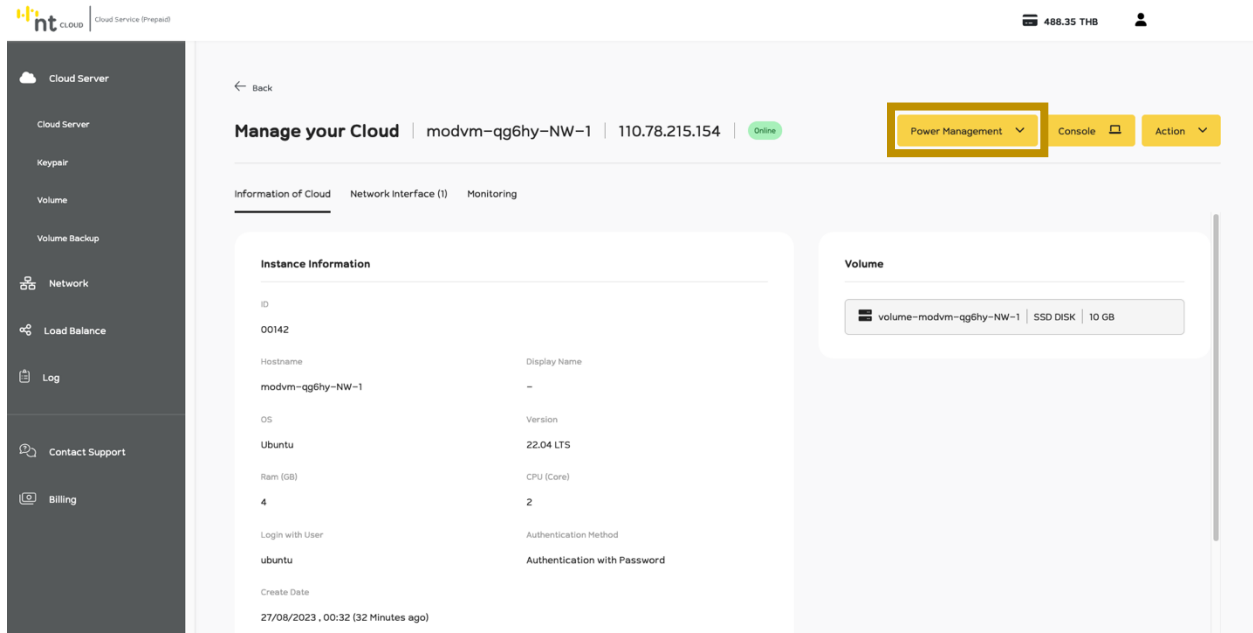 nt CLOUD Cloud Service (Prepaid)
488.35 THB
Cloud Server
Cloud Server
Keypair
Volume
Volume Backup
Network
Load Balance
Log
Contact Support
Billing
Back
Manage your Cloud modvm-qg6hy-NW-1 110.78.215.154 Online
Power Management Console Action
Information of Cloud Network Interface (1) Monitoring
Instance Information
ID
00142
Hostname Display Name
modvm-qg6hy-NW-1 -
OS Version
Ubuntu 22.04 LTS
Ram (GB) CPU (Core)
4 2
Login with User Authentication Method
ubuntu Authentication with Password
Create Date
27/08/2023 , 00:32 (32 Minutes ago)
Volume
volume-modvm-qg6hy-NW-1 SSD DISK 10 GB